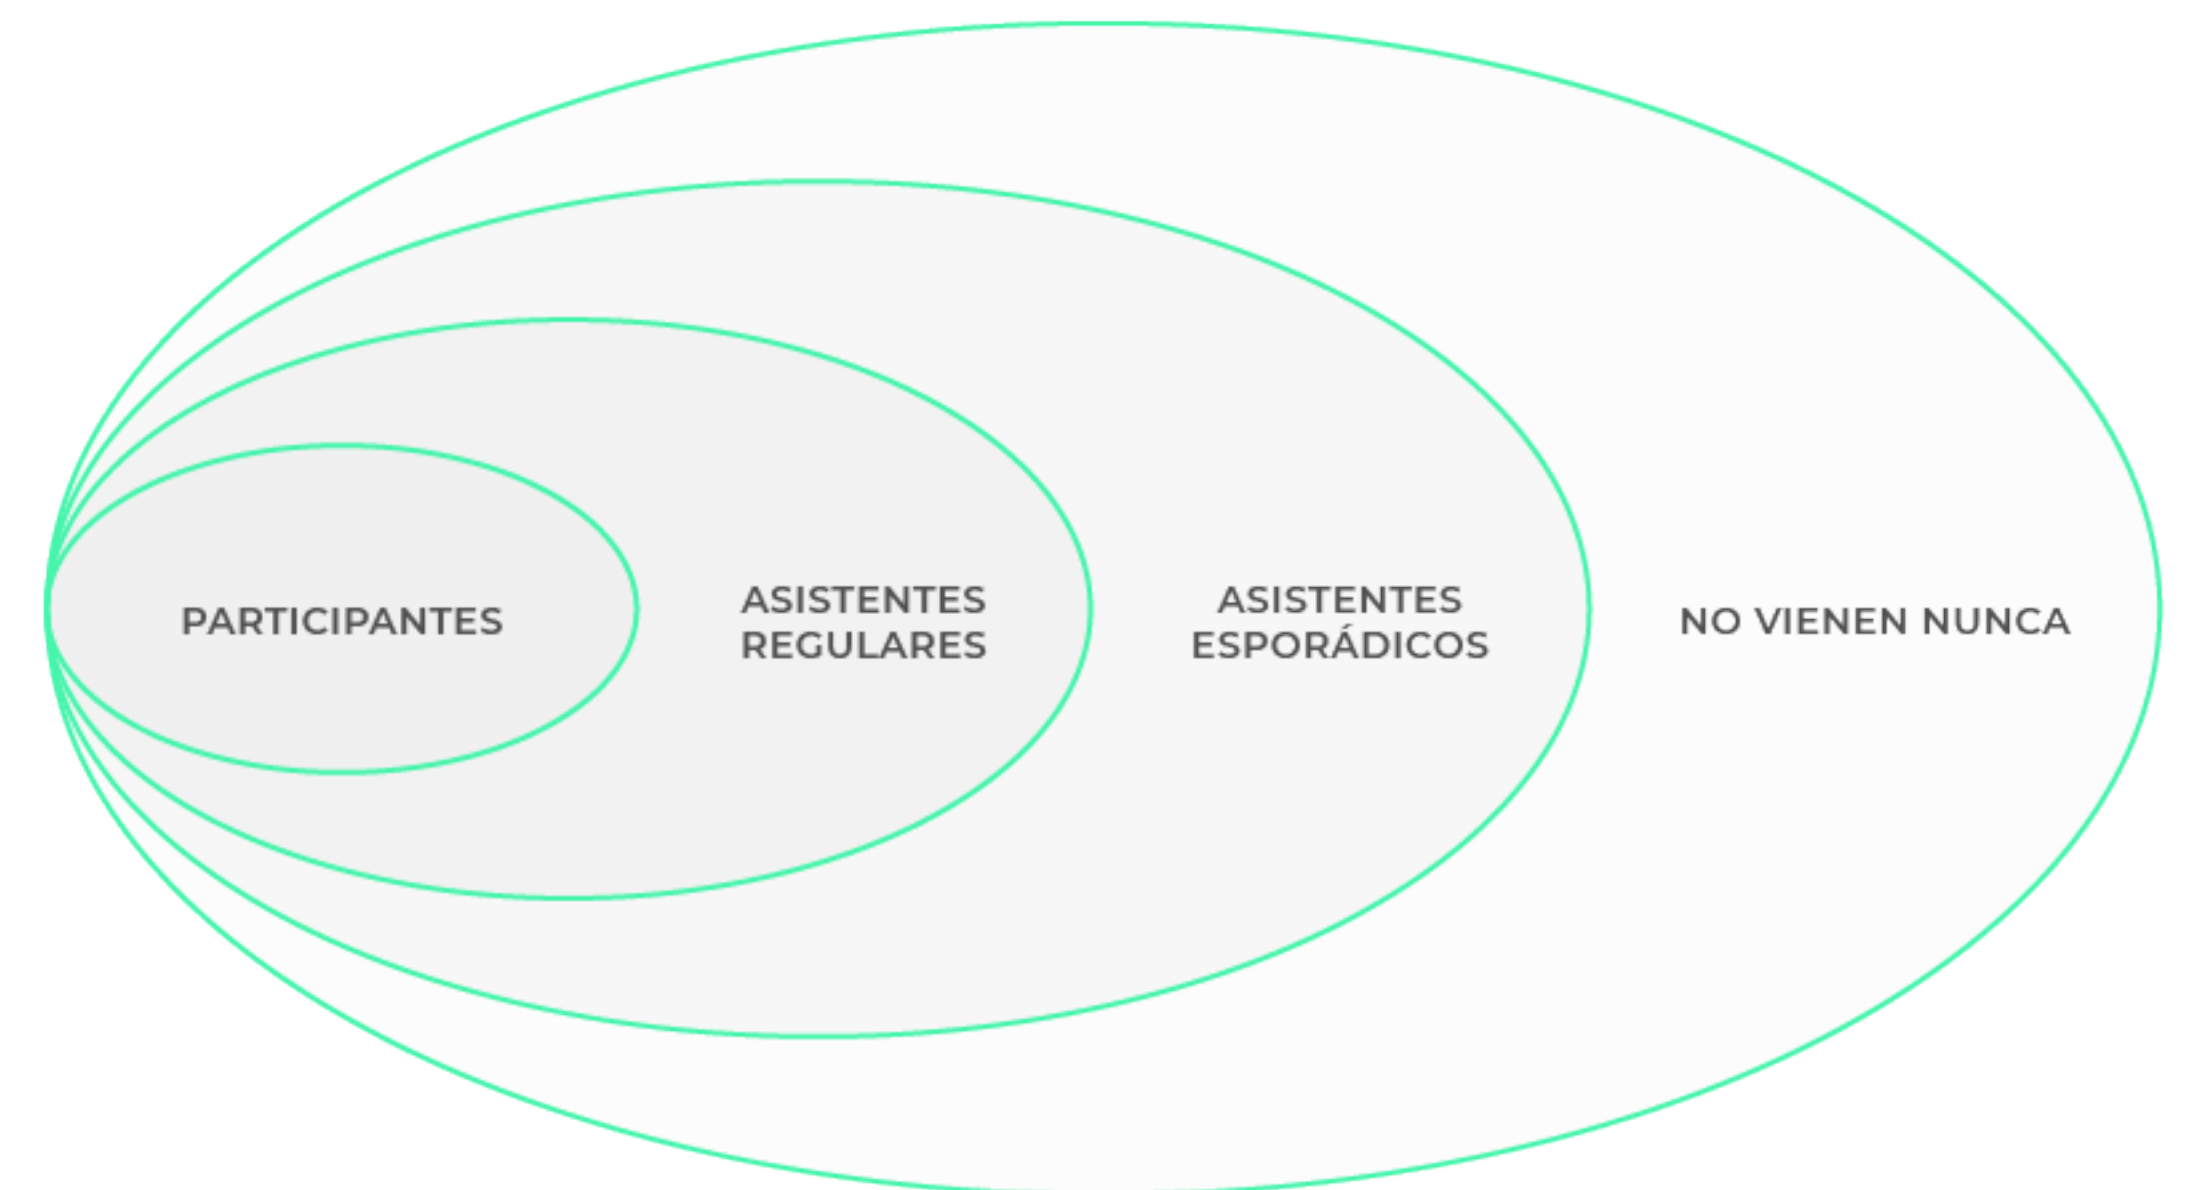 PARTICIPANTES
ASISTENTES
REGULARES
ASISTENTES
ESPORÁDICOS
NO VIENEN NUNCA